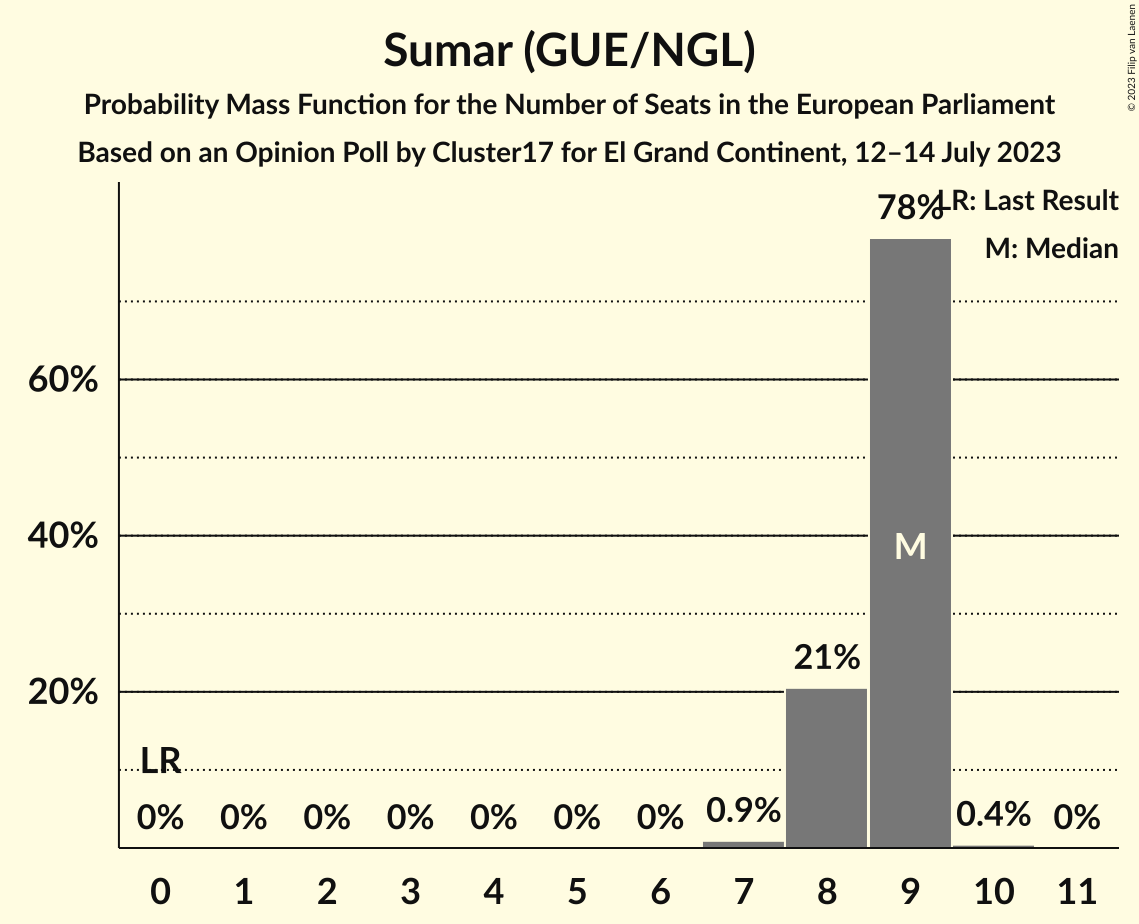 Sumar (GUE/NGL)
Probability Mass Function for the Number of Seats in the European Parliament
Based on an Opinion Poll by Cluster17 for El Grand Continent, 12–14 July 2023
© 2023 Filip van Laenen
LR: Last Result
M: Median
78%
60%
40%
20%
M
21%
LR
0% 0% 0% 0% 0% 0% 0% 0.9% 0.4% 0%
0 1 2 3 4 5 6 7 8 9 10 11